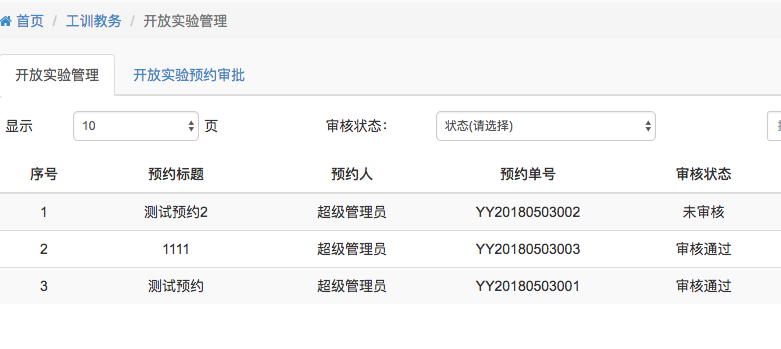 首页 / 工训教务 / 开放实验管理
开放实验管理 开放实验预约审批
显示 10 页 审核状态: 状态(请选择)
序号 预约标题 预约人 预约单号 审核状态
1 测试预约2 超级管理员 YY20180503002 未审核
2 1111 超级管理员 YY20180503003 审核通过
3 测试预约 超级管理员 YY20180503001 审核通过